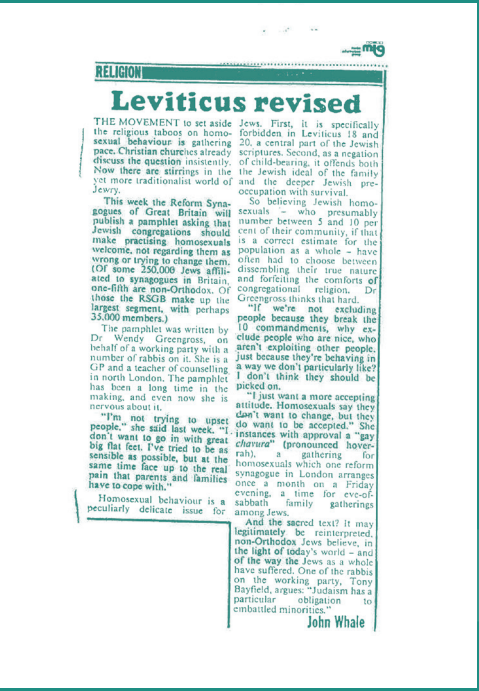 mig
RELIGION
Leviticus revised
THE MOVEMENT to set aside
the religious taboos on homo-
sexual behaviour is gathering
pace. Christian churches already
discuss the question insistently.
Now there are stirrings in the
yet more traditionalist world of
Jewry.
This week the Reform Syna-
gogues of Great Britain will
publish a pamphlet asking that
Jewish congregations should
make practising homosexuals
welcome, not regarding them as
wrong or trying to change them.
(Of some 250,000 Jews affili-
ated to synagogues in Britain,
one-fifth are non-Orthodox. Of
those the RSGB make up the
largest segment, with perhaps
35,000 members.)
The pamphlet was written by
Dr Wendy Greengross, on
behalf of a working party with a
number of rabbis on it. She is a
GP and a teacher of counselling
in north London. The pamphlet
has been a long time in the
making, and even now she is
nervous about it.
"I'm not trying to upset
people," she said last week. "I
don't want to go in with great
big flat feet. I've tried to be as
sensible as possible, but at the
same time face up to the real
pain that parents and families
have to cope with."
Homosexual behaviour is a
peculiarly delicate issue for
Jews. First, it is specifically
forbidden in Leviticus 18 and
20, a central part of the Jewish
scriptures. Second, as a negation
of child-bearing, it offends both
the Jewish ideal of the family
and the deeper Jewish pre-
occupation with survival.
So believing Jewish homo-
sexuals – who presumably
number between 5 and 10 per
cent of their community, if that
is a correct estimate for the
population as a whole – have
often had to choose between
dissembling their true nature
and forfeiting the comforts of
congregational religion. Dr
Greengross thinks that hard.
"If we're not excluding
people because they break the
10 commandments, why ex-
clude people who are nice, who
aren't exploiting other people,
just because they're behaving in
a way we don't particularly like?
I don't think they should be
picked on.
"I just want a more accepting
attitude. Homosexuals say they
don't want to change, but they
do want to be accepted." She
instances with approval a "gay
chavura" (pronounced hover-
rah), a gathering for
homosexuals which one reform
synagogue in London arranges
once a month on a Friday
evening, a time for eve-of-
sabbath family gatherings
among Jews.
And the sacred text? It may
legitimately be reinterpreted,
non-Orthodox Jews believe, in
the light of today's world – and
of the way the Jews as a whole
have suffered. One of the rabbis
on the working party, Tony
Bayfield, argues: "Judaism has a
particular obligation to
embattled minorities."
John Whale